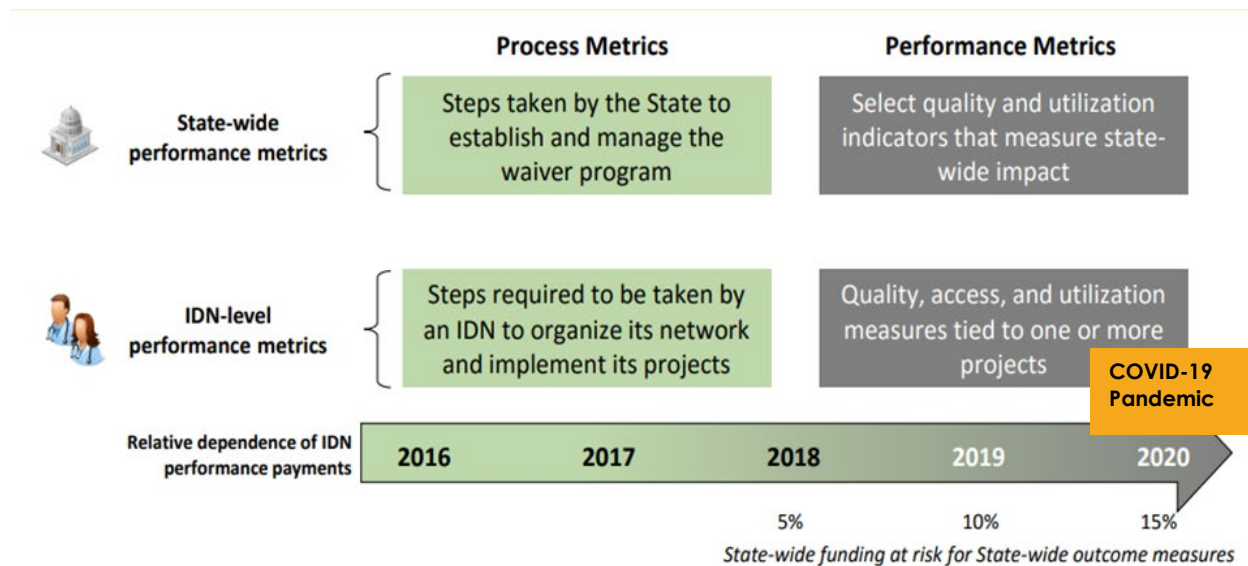 Process Metrics
Performance Metrics
State-wide
performance metrics
Steps taken by the State to
establish and manage the
waiver program
Select quality and utilization
indicators that measure state-
wide impact
IDN-level
performance metrics
Steps required to be taken by
an IDN to organize its network
and implement its projects
Quality, access, and utilization
measures tied to one or more
projects
COVID-19
Pandemic
Relative dependence of IDN
performance payments
2016 2017 2018 2019 2020
5% 10% 15%
State-wide funding at risk for State-wide outcome measures